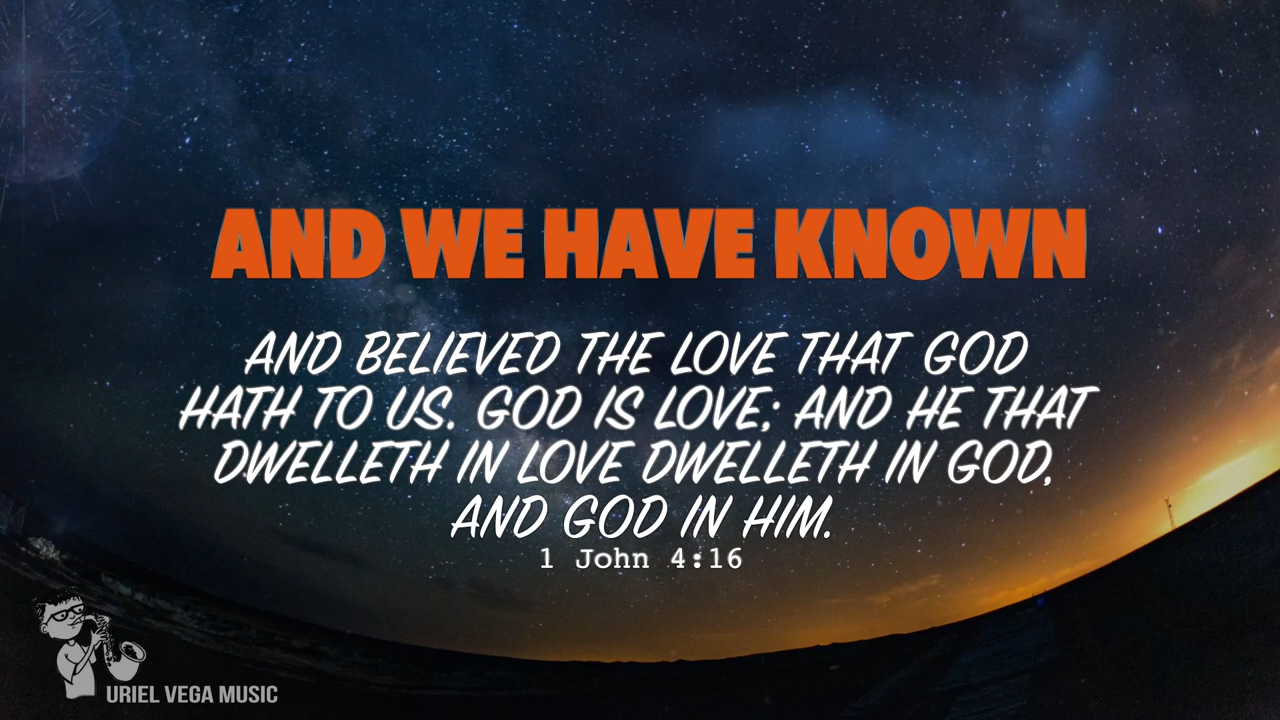 AND WE HAVE KNOWN
AND BELIEVED THE LOVE THAT GOD
HATH TO US. GOD IS LOVE; AND HE THAT
DWELLETH IN LOVE DWELLETH IN GOD,
AND GOD IN HIM.
1 John 4:16
URIEL VEGA MUSIC